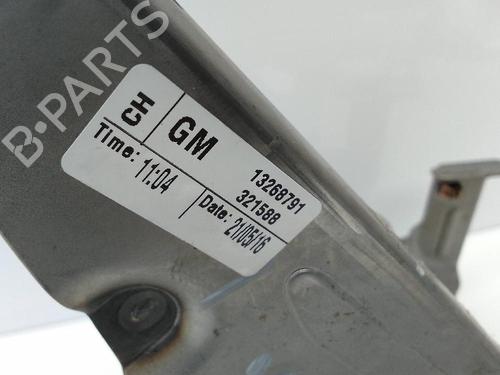 B-PARTS
CH
GM
13268791
321588
Time: 11:04
Date: 21/05/16